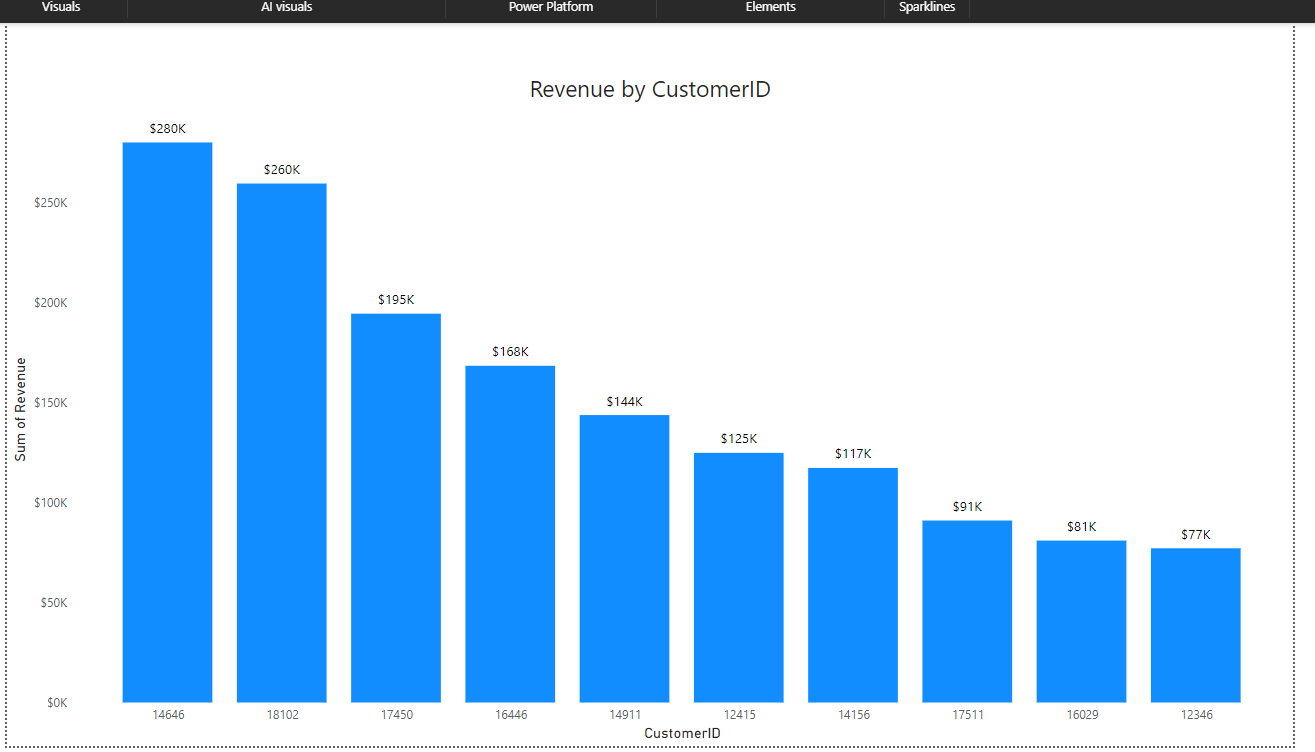 Visuals AI visuals Power Platform Elements Sparklines
Revenue by CustomerID
$280K
$260K
$195K
$168K
$144K
$125K
$117K
$91K
$81K
$77K
$250K
$200K
$150K
$100K
$50K
$0K
Sum of Revenue
14646 18102 17450 16446 14911 12415 14156 17511 16029 12346
CustomerID